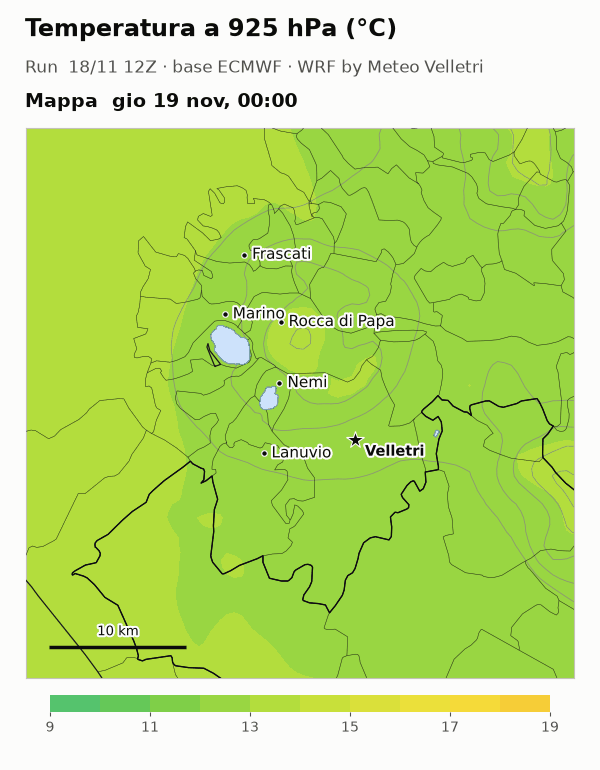 Temperatura a 925 hPa (°C)
Run  18/11 12Z · base ECMWF · WRF by Meteo Velletri
Mappa  gio 19 nov, 00:00
Frascati
Marino
Rocca di Papa
Nemi
Velletri
Lanuvio
10 km
9 11 13 15 17 19